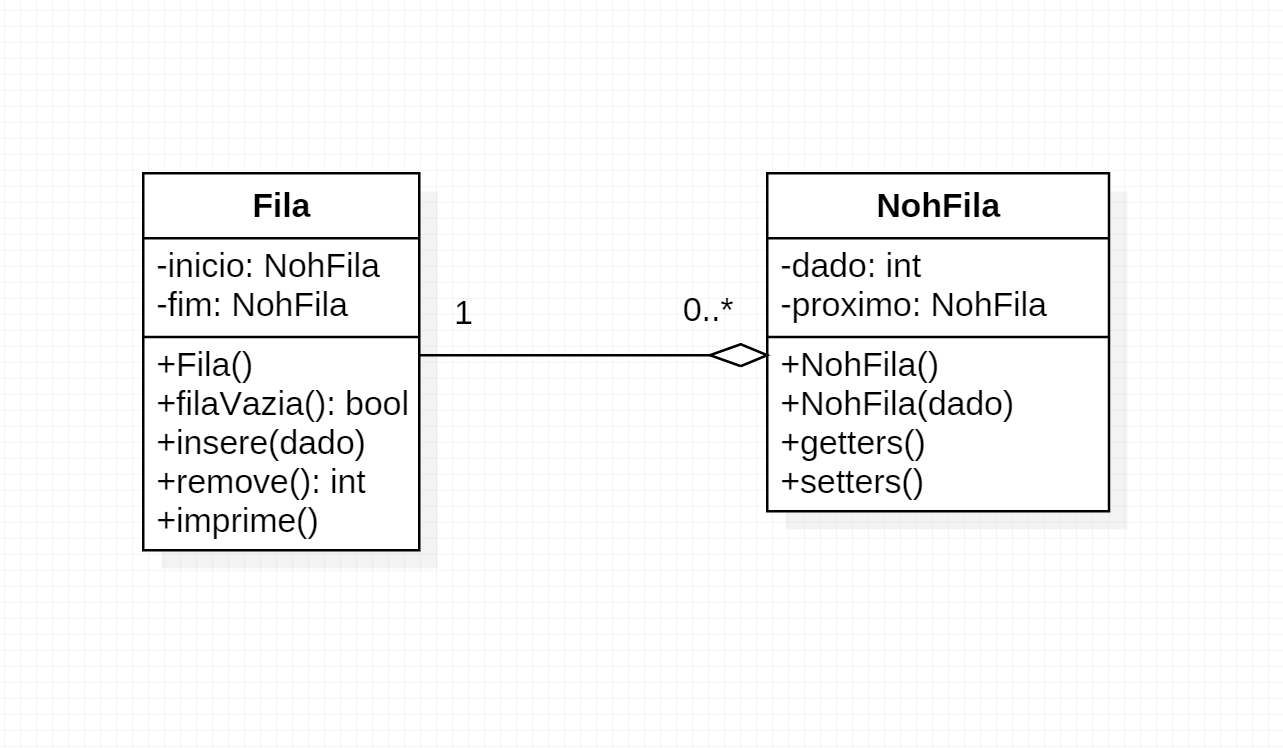 Fila
-inicio: NohFila
-fim: NohFila
+Fila()
+filaVazia(): bool
+insere(dado)
+remove(): int
+imprime()
1
0..*
NohFila
-dado: int
-proximo: NohFila
+NohFila()
+NohFila(dado)
+getters()
+setters()